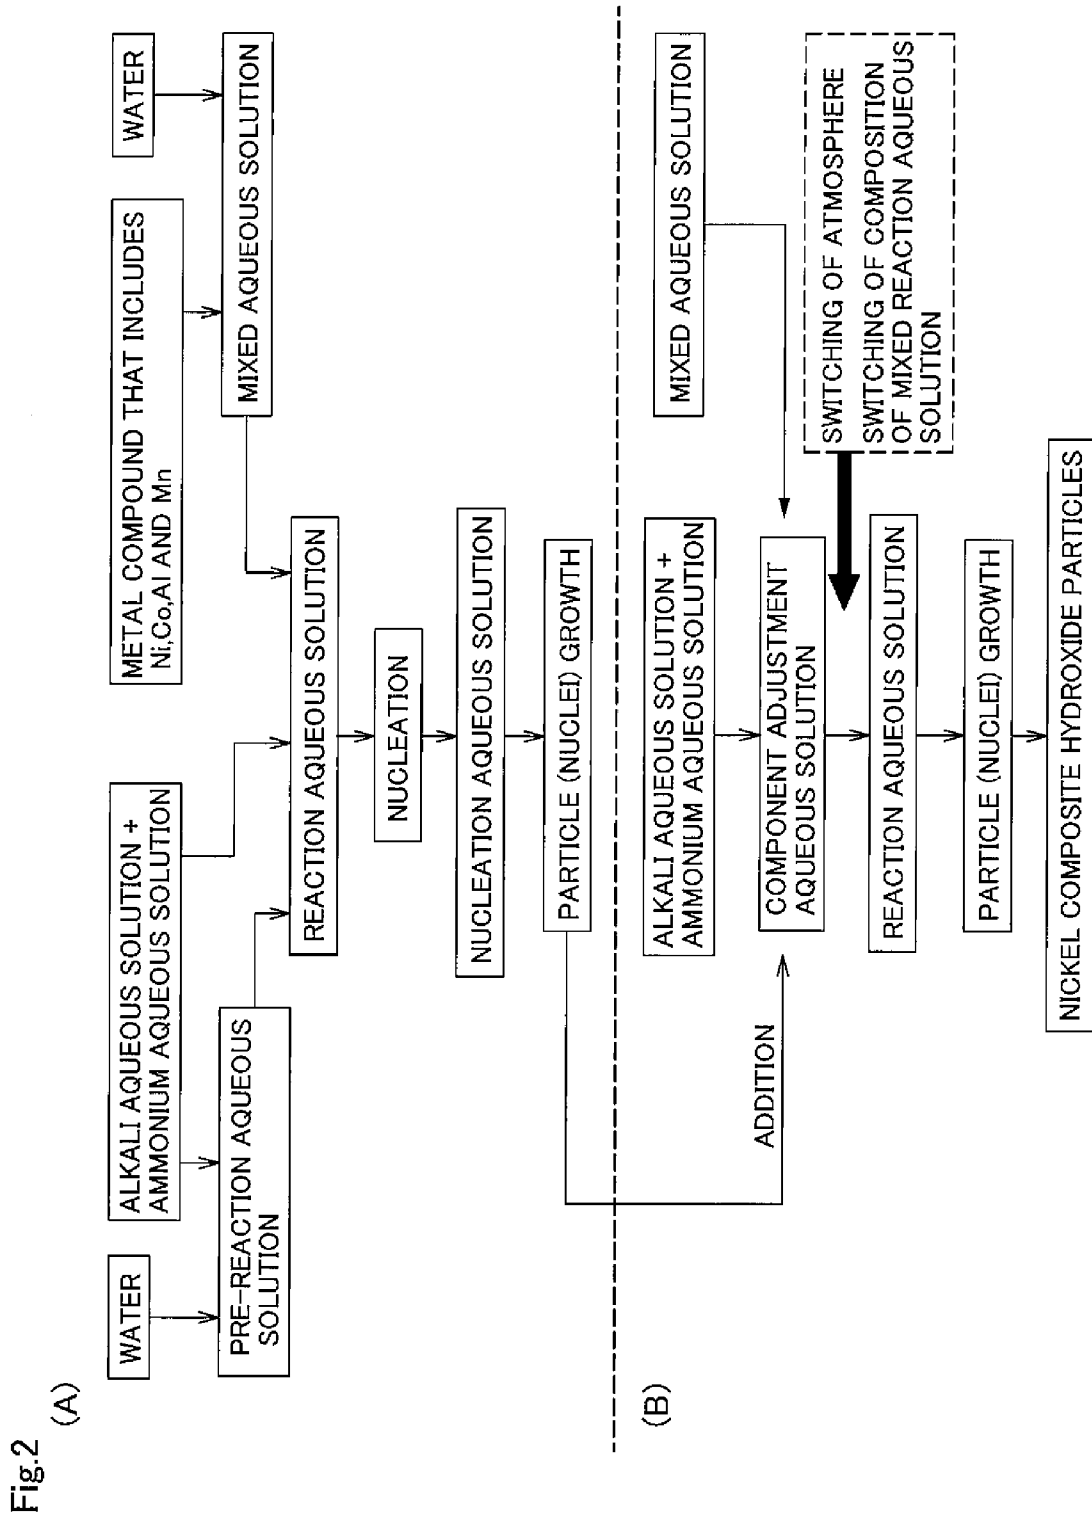 Fig.2
(A)
WATER
ALKALI AQUEOUS SOLUTION +
AMMONIUM AQUEOUS SOLUTION
METAL COMPOUND THAT INCLUDES
Ni,Co,Al AND Mn
WATER
PRE-REACTION AQUEOUS
SOLUTION
MIXED AQUEOUS SOLUTION
REACTION AQUEOUS SOLUTION
NUCLEATION
NUCLEATION AQUEOUS SOLUTION
PARTICLE (NUCLEI) GROWTH
(B)
ALKALI AQUEOUS SOLUTION +
AMMONIUM AQUEOUS SOLUTION
MIXED AQUEOUS SOLUTION
ADDITION
COMPONENT ADJUSTMENT
AQUEOUS SOLUTION
SWITCHING OF ATMOSPHERE
SWITCHING OF COMPOSITION
OF MIXED REACTION AQUEOUS
SOLUTION
REACTION AQUEOUS SOLUTION
PARTICLE (NUCLEI) GROWTH
NICKEL COMPOSITE HYDROXIDE PARTICLES